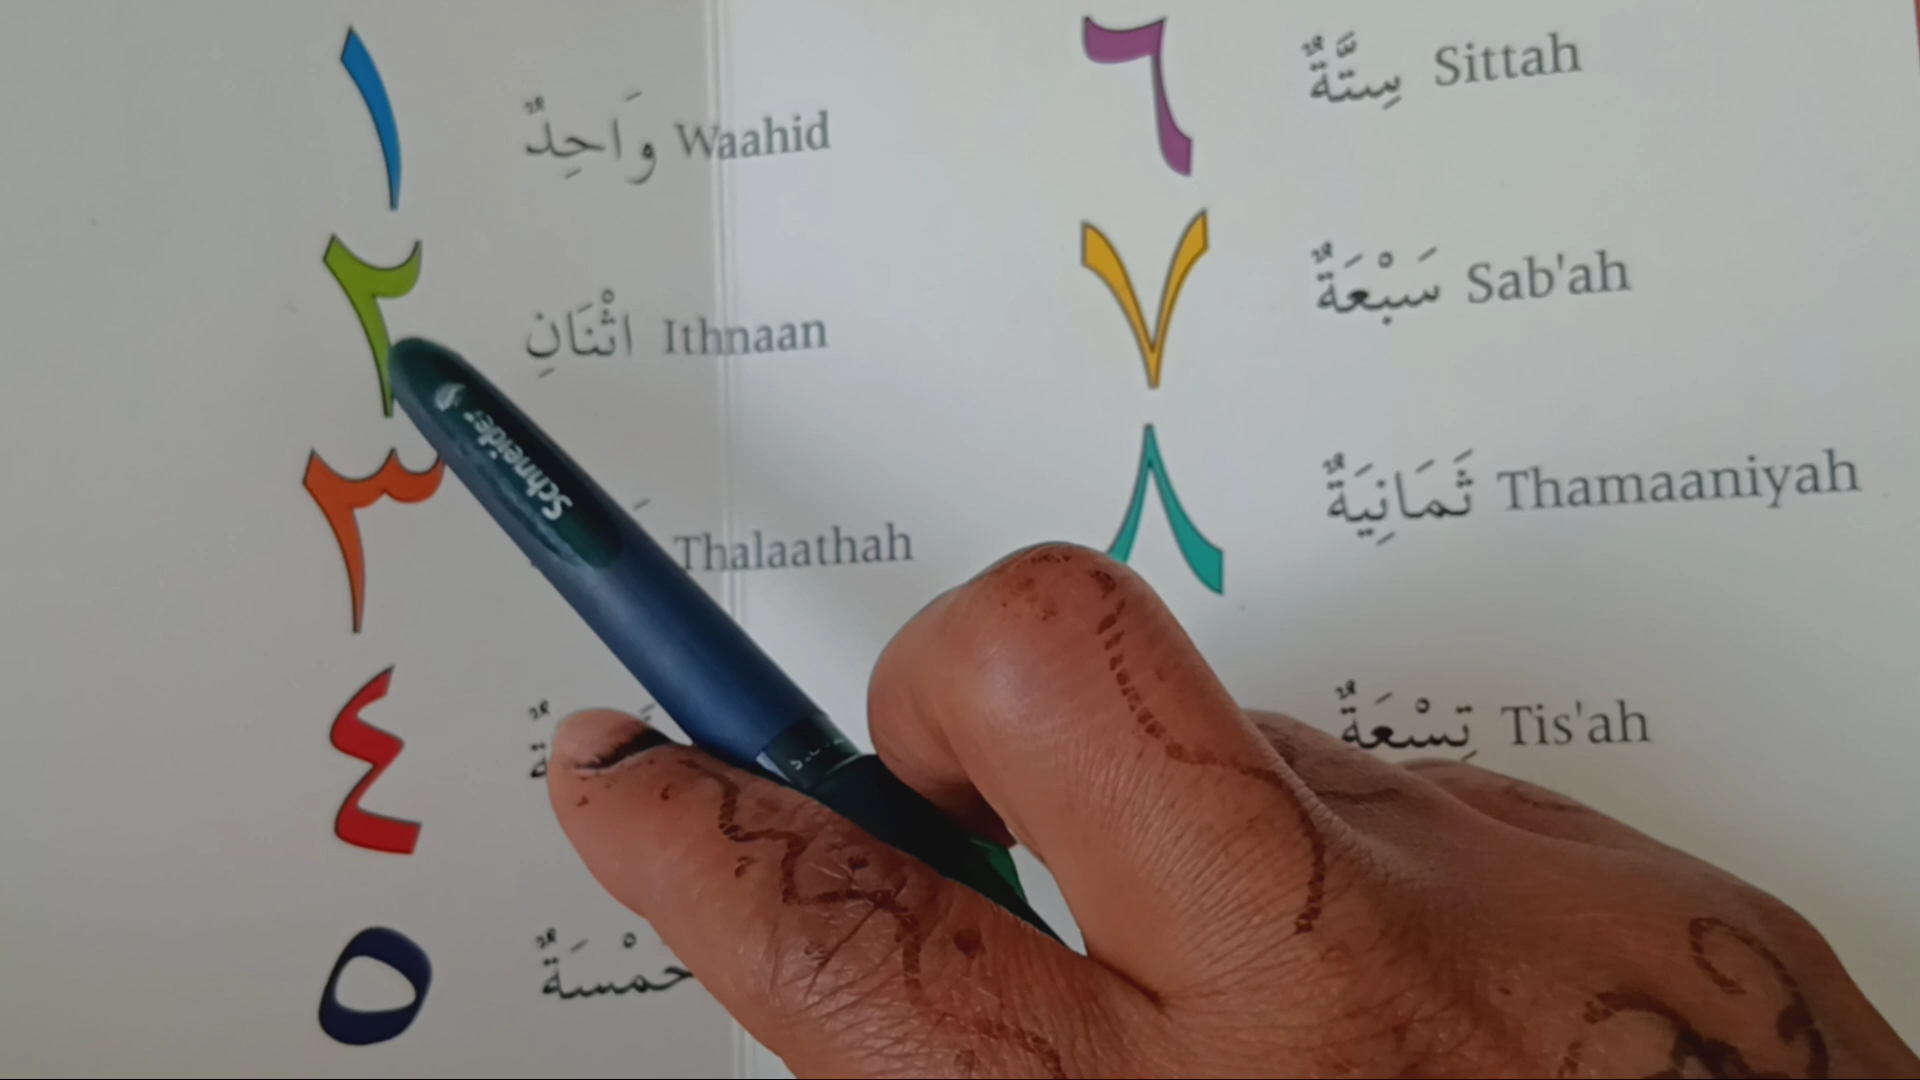 ١ وَاحِدٌ Waahid
٢ اثْنَانِ Ithnaan
٣ Thalaathah
٤
٥
٦ سِتَّةٌ Sittah
٧ سَبْعَةٌ Sab'ah
٨ ثَمَانِيَةٌ Thamaaniyah
تِسْعَةٌ Tis'ah
Schneider